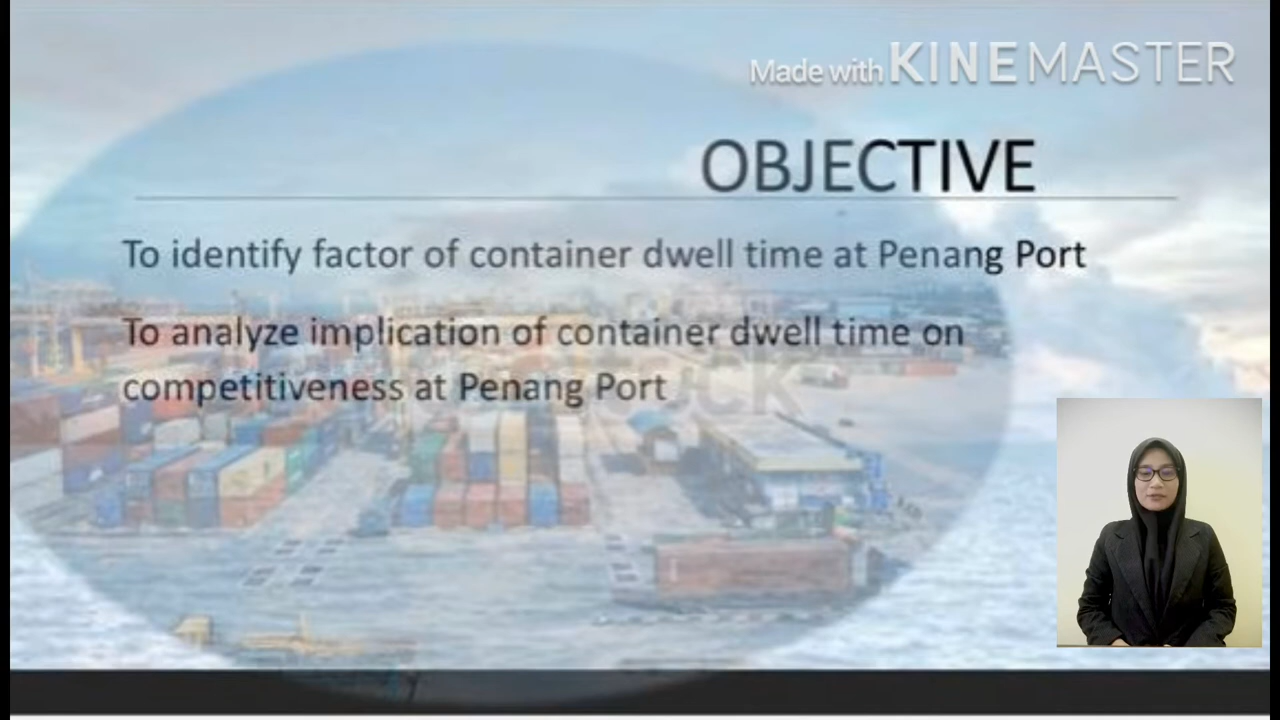 Made with KINEMASTER
OBJECTIVE
To identify factor of container dwell time at Penang Port
To analyze implication of container dwell time on
competitiveness at Penang Port